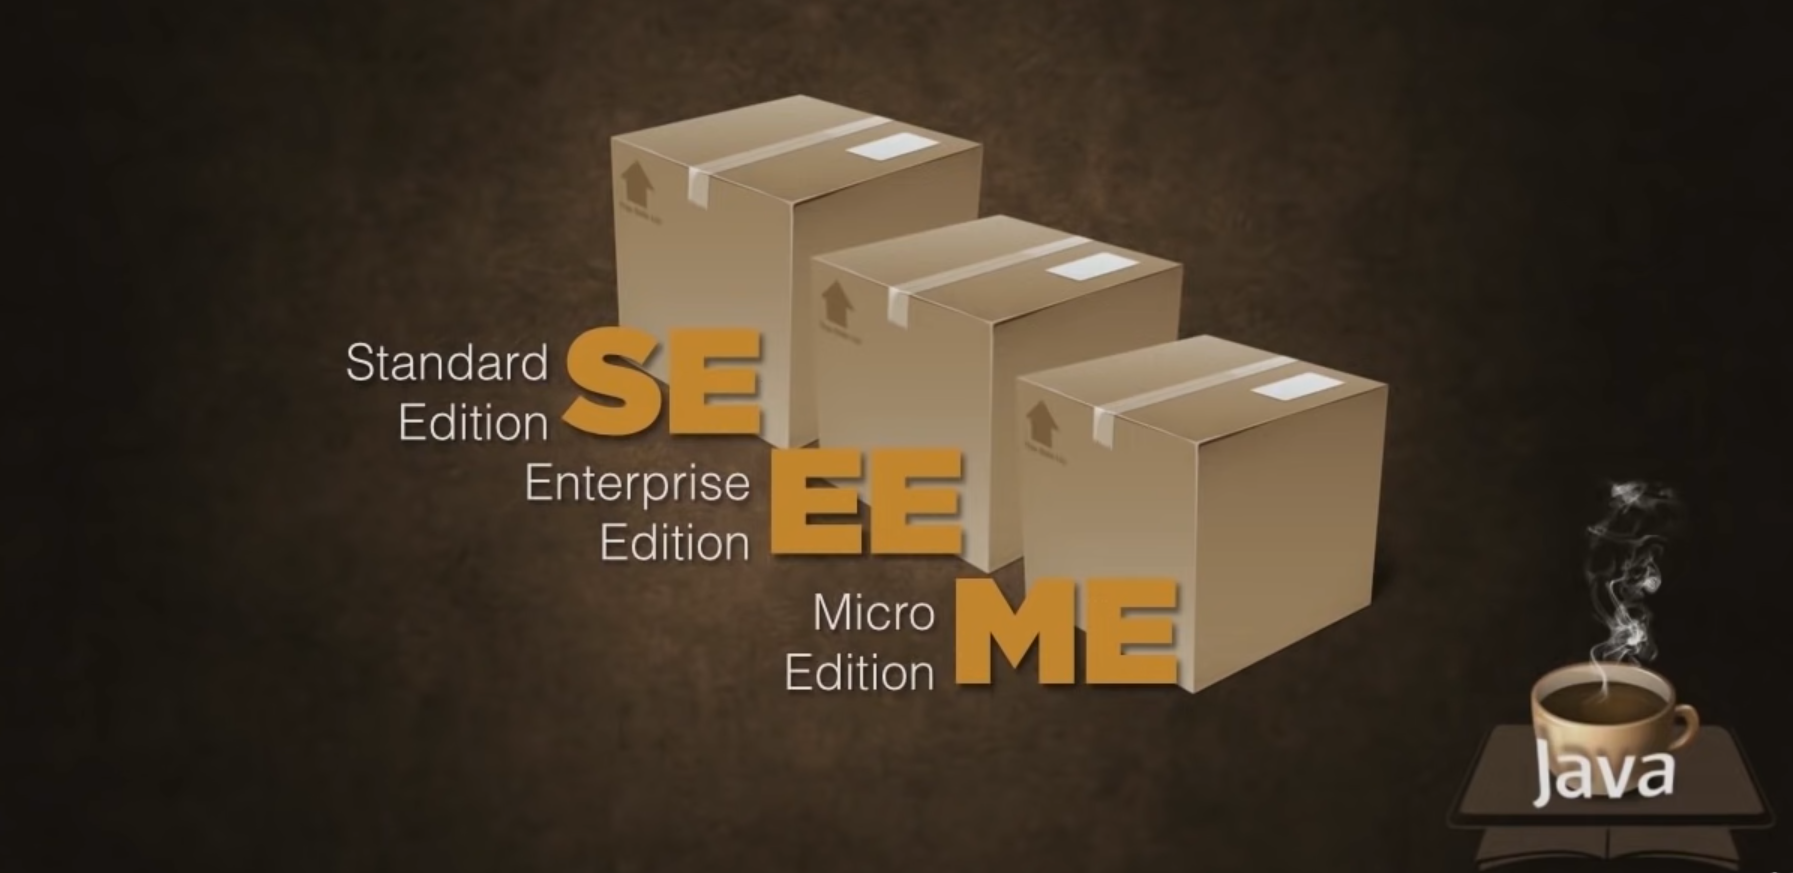 Standard
Edition
SE
Enterprise
Edition
EE
Micro
Edition
ME
Java